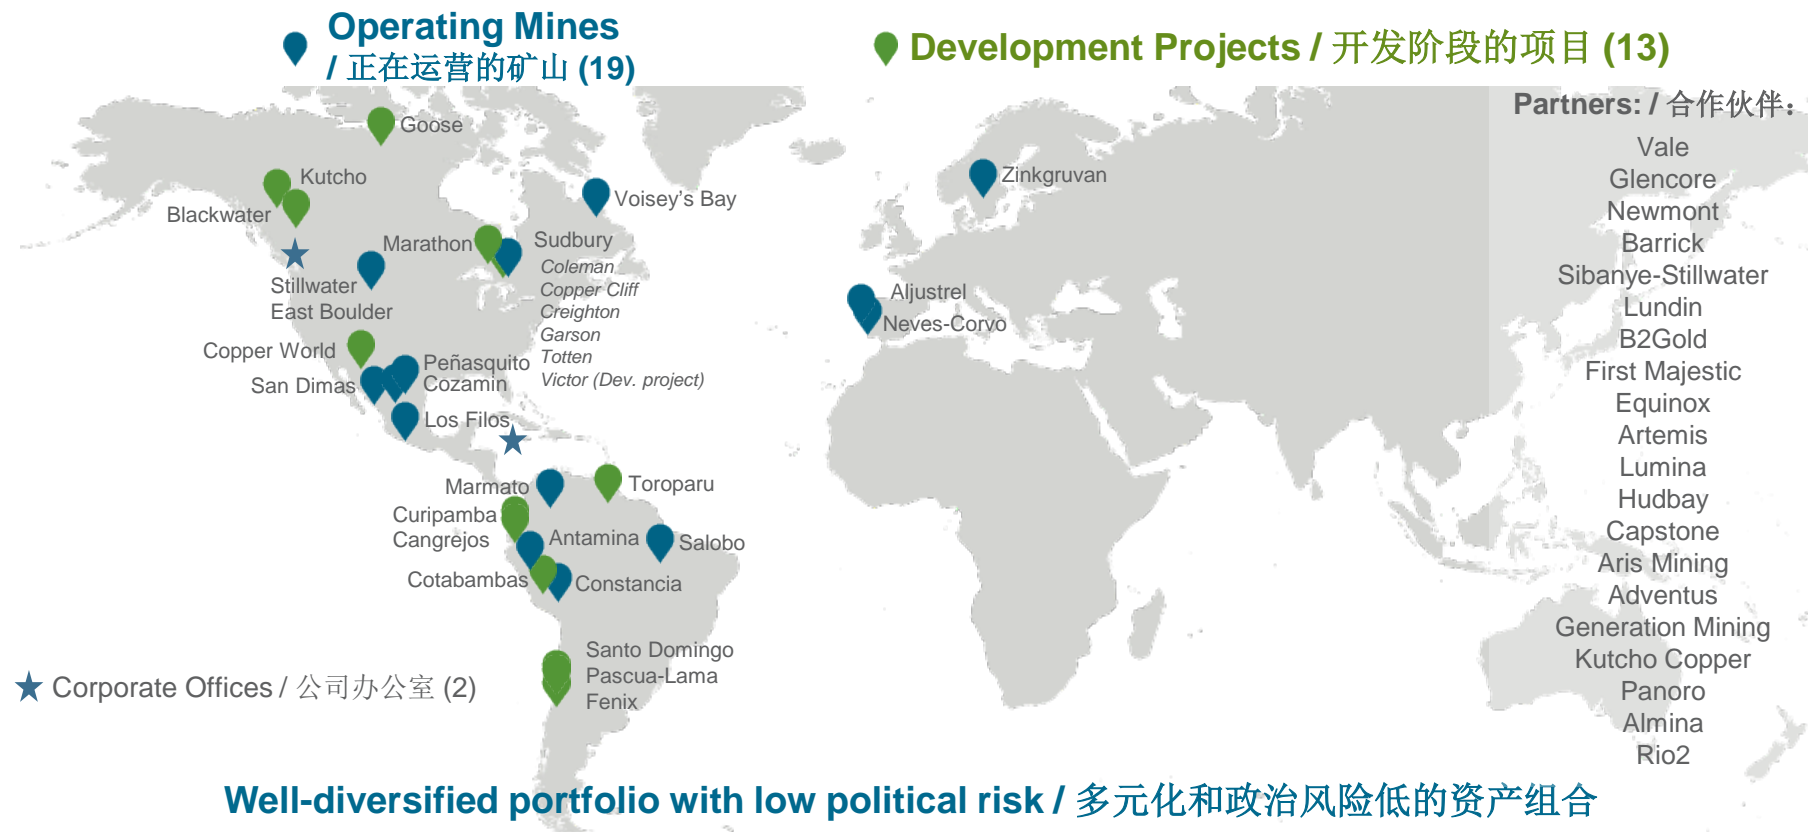 Operating Mines
/ 正在运营的矿山 (19)
Development Projects / 开发阶段的项目 (13)
Partners: / 合作伙伴：
Vale
Glencore
Newmont
Barrick
Sibanye-Stillwater
Lundin
B2Gold
First Majestic
Equinox
Artemis
Lumina
Hudbay
Capstone
Aris Mining
Adventus
Generation Mining
Kutcho Copper
Panoro
Almina
Rio2
Goose
Kutcho
Blackwater
Voisey's Bay
Marathon
Sudbury
Coleman
Copper Cliff
Creighton
Garson
Totten
Victor (Dev. project)
Stillwater
East Boulder
Copper World
Peñasquito
San Dimas
Cozamin
Los Filos
Zinkgruvan
Aljustrel
Neves-Corvo
Marmato
Toroparu
Curipamba
Cangrejos
Antamina
Salobo
Cotabambas
Constancia
Santo Domingo
Pascua-Lama
Fenix
Corporate Offices / 公司办公室 (2)
Well-diversified portfolio with low political risk / 多元化和政治风险低的资产组合